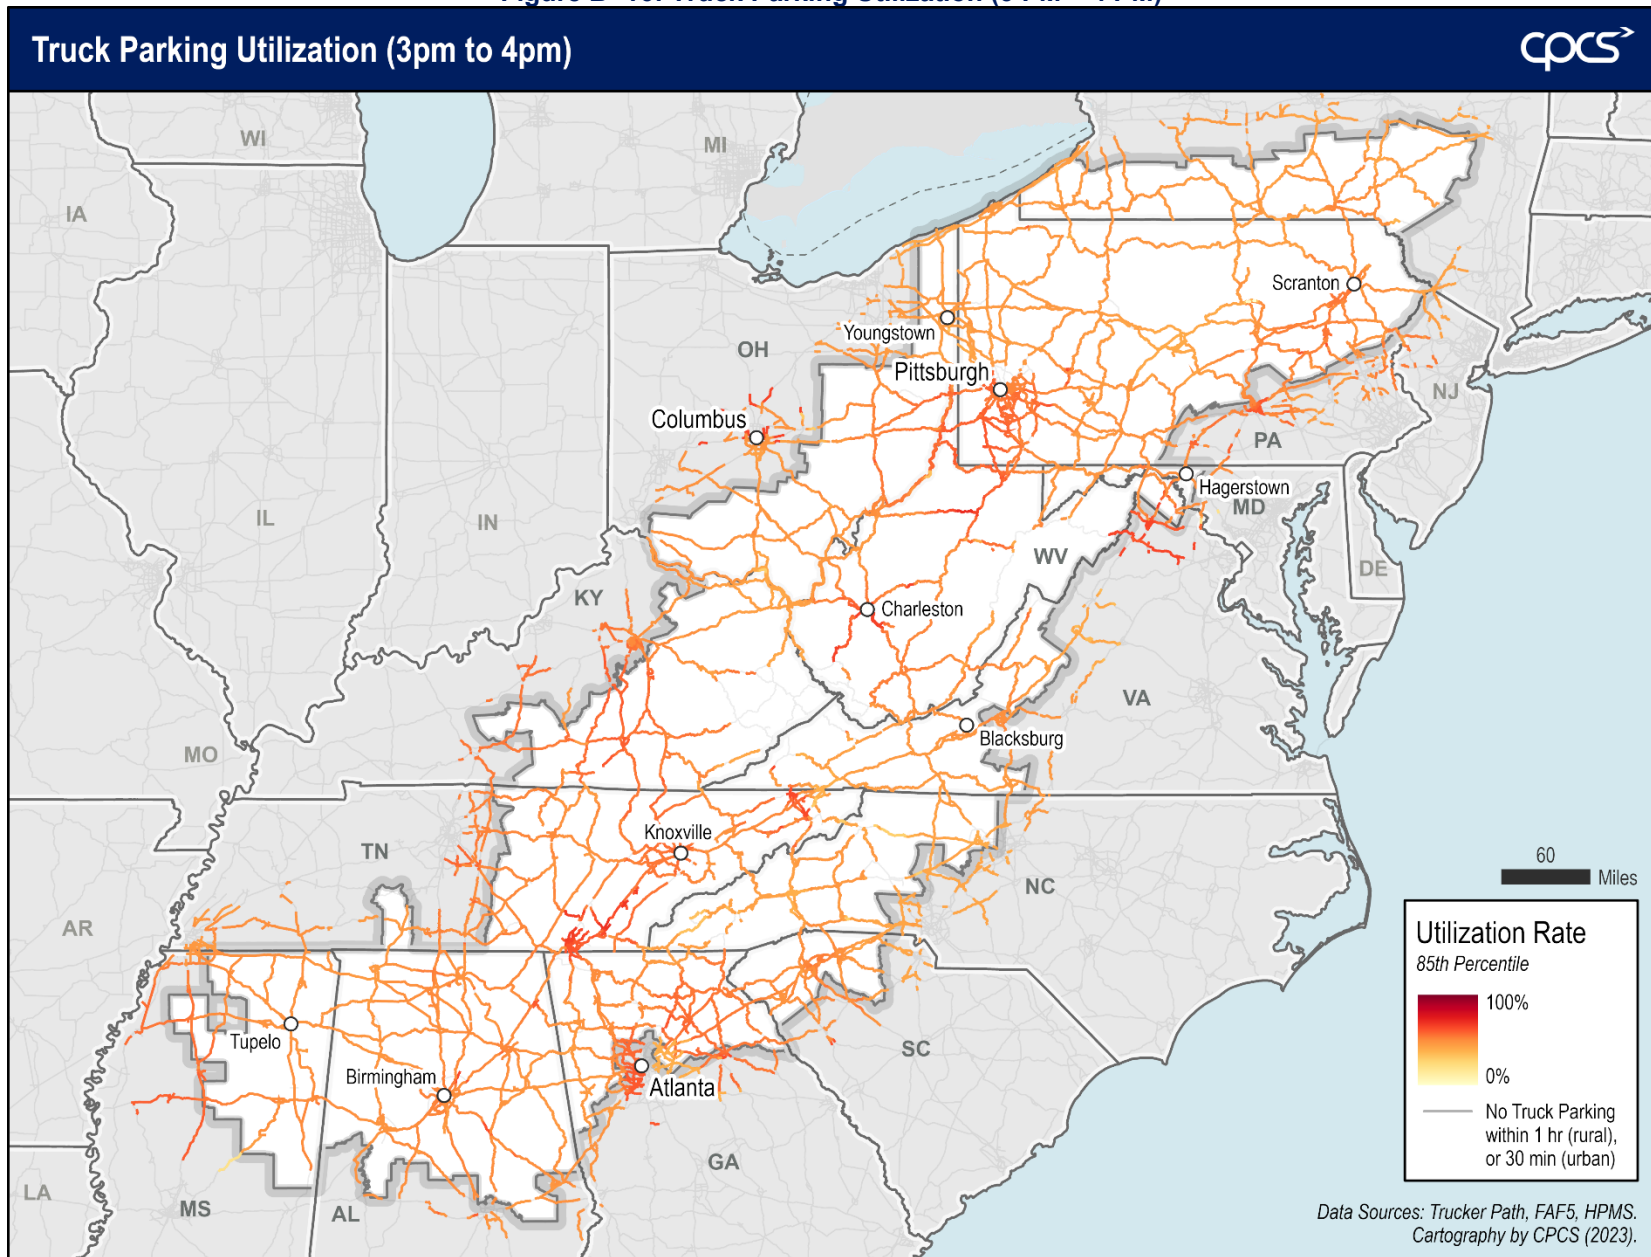 Truck Parking Utilization (3pm to 4pm)
cpcs
WI
MI
IA
Scranton
Youngstown
OH
Pittsburgh
NJ
Columbus
PA
Hagerstown
MD
IL
IN
WV
DE
KY
Charleston
VA
Blacksburg
MO
Knoxville
TN
NC
60
Miles
AR
Utilization Rate
85th Percentile
100%
0%
No Truck Parking
within 1 hr (rural),
or 30 min (urban)
Tupelo
SC
Birmingham
Atlanta
GA
LA
MS
AL
Data Sources: Trucker Path, FAF5, HPMS.
Cartography by CPCS (2023).